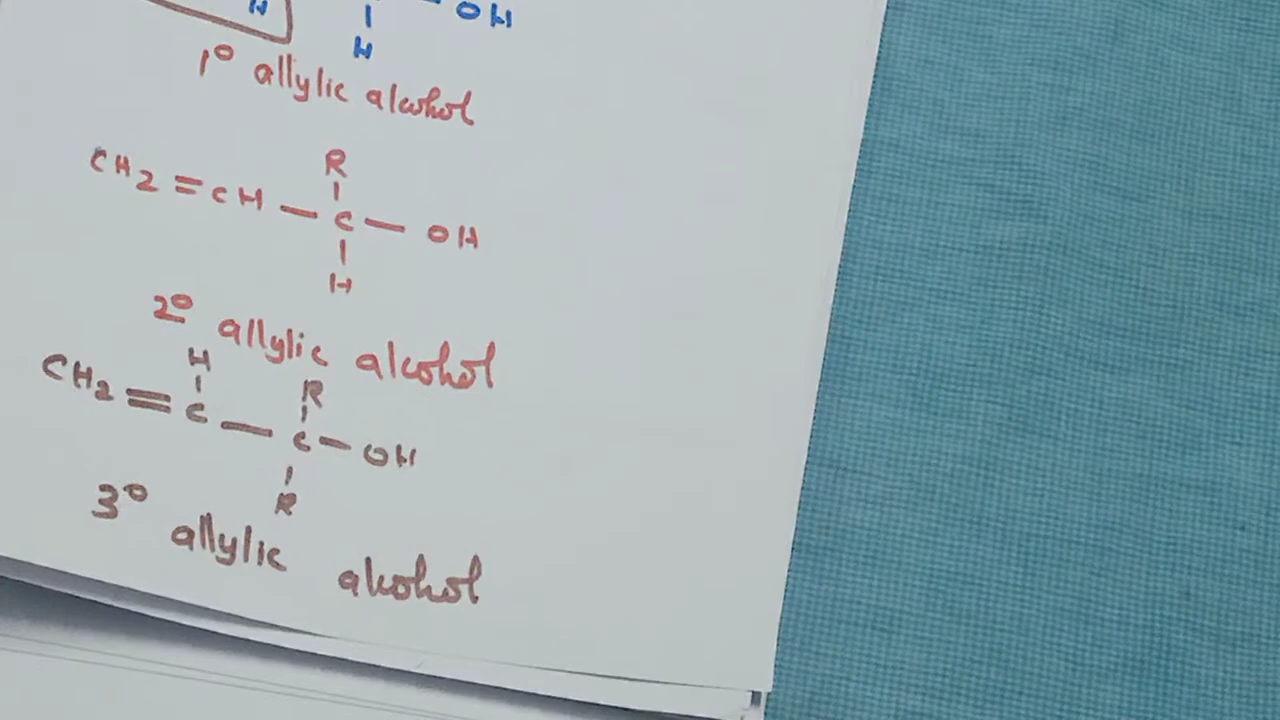 H | OH
H
1° allylic alcohol
R
|
CH2 = CH — C — OH
|
H
2° allylic alcohol
H
| R
CH2 = C — C — OH
|
R
3° allylic alcohol